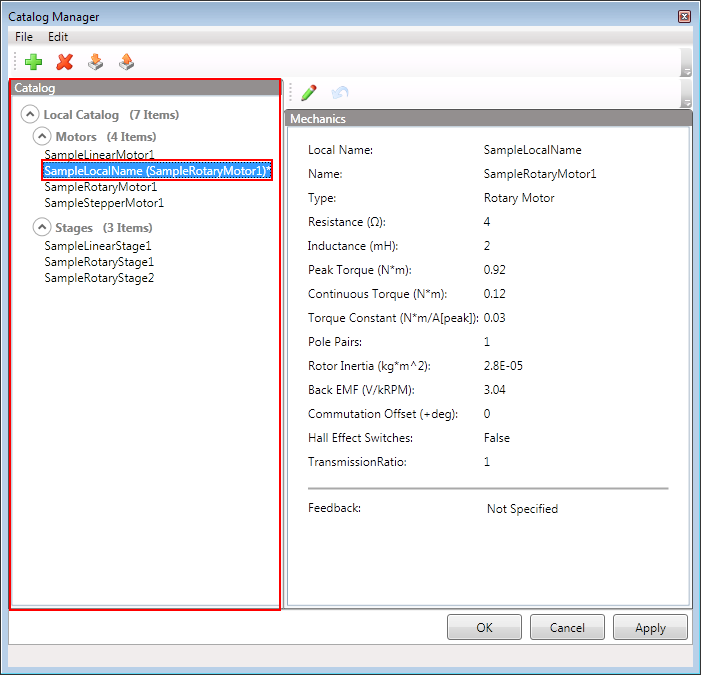 Catalog Manager
File Edit
Catalog
Local Catalog (7 Items)
Motors (4 Items)
SampleLinearMotor1
SampleLocalName (SampleRotaryMotor1)*
SampleRotaryMotor1
SampleStepperMotor1
Stages (3 Items)
SampleLinearStage1
SampleRotaryStage1
SampleRotaryStage2
Mechanics
Local Name: SampleLocalName
Name: SampleRotaryMotor1
Type: Rotary Motor
Resistance (Ω): 4
Inductance (mH): 2
Peak Torque (N*m): 0.92
Continuous Torque (N*m): 0.12
Torque Constant (N*m/A[peak]): 0.03
Pole Pairs: 1
Rotor Inertia (kg*m^2): 2.8E-05
Back EMF (V/kRPM): 3.04
Commutation Offset (+deg): 0
Hall Effect Switches: False
TransmissionRatio: 1
Feedback: Not Specified
OK Cancel Apply